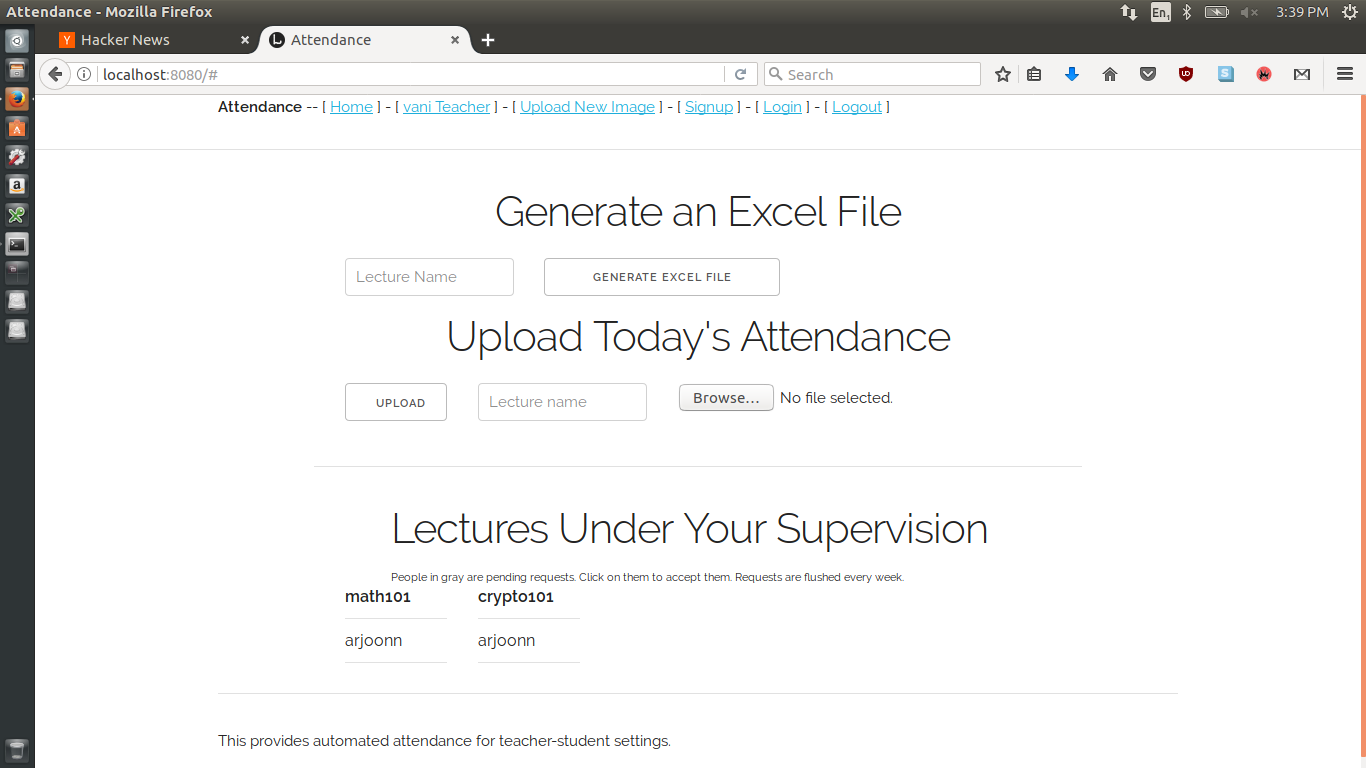 Attendance - Mozilla Firefox
En1
3:39 PM
Y Hacker News
Attendance
localhost:8080/#
Search
Attendance -- [ Home ] - [ vani Teacher ] - [ Upload New Image ] - [ Signup ] - [ Login ] - [ Logout ]
Generate an Excel File
Lecture Name
GENERATE EXCEL FILE
Upload Today's Attendance
UPLOAD
Lecture name
Browse...
No file selected.
Lectures Under Your Supervision
People in gray are pending requests. Click on them to accept them. Requests are flushed every week.
math101 crypto101
arjoonn arjoonn
This provides automated attendance for teacher-student settings.